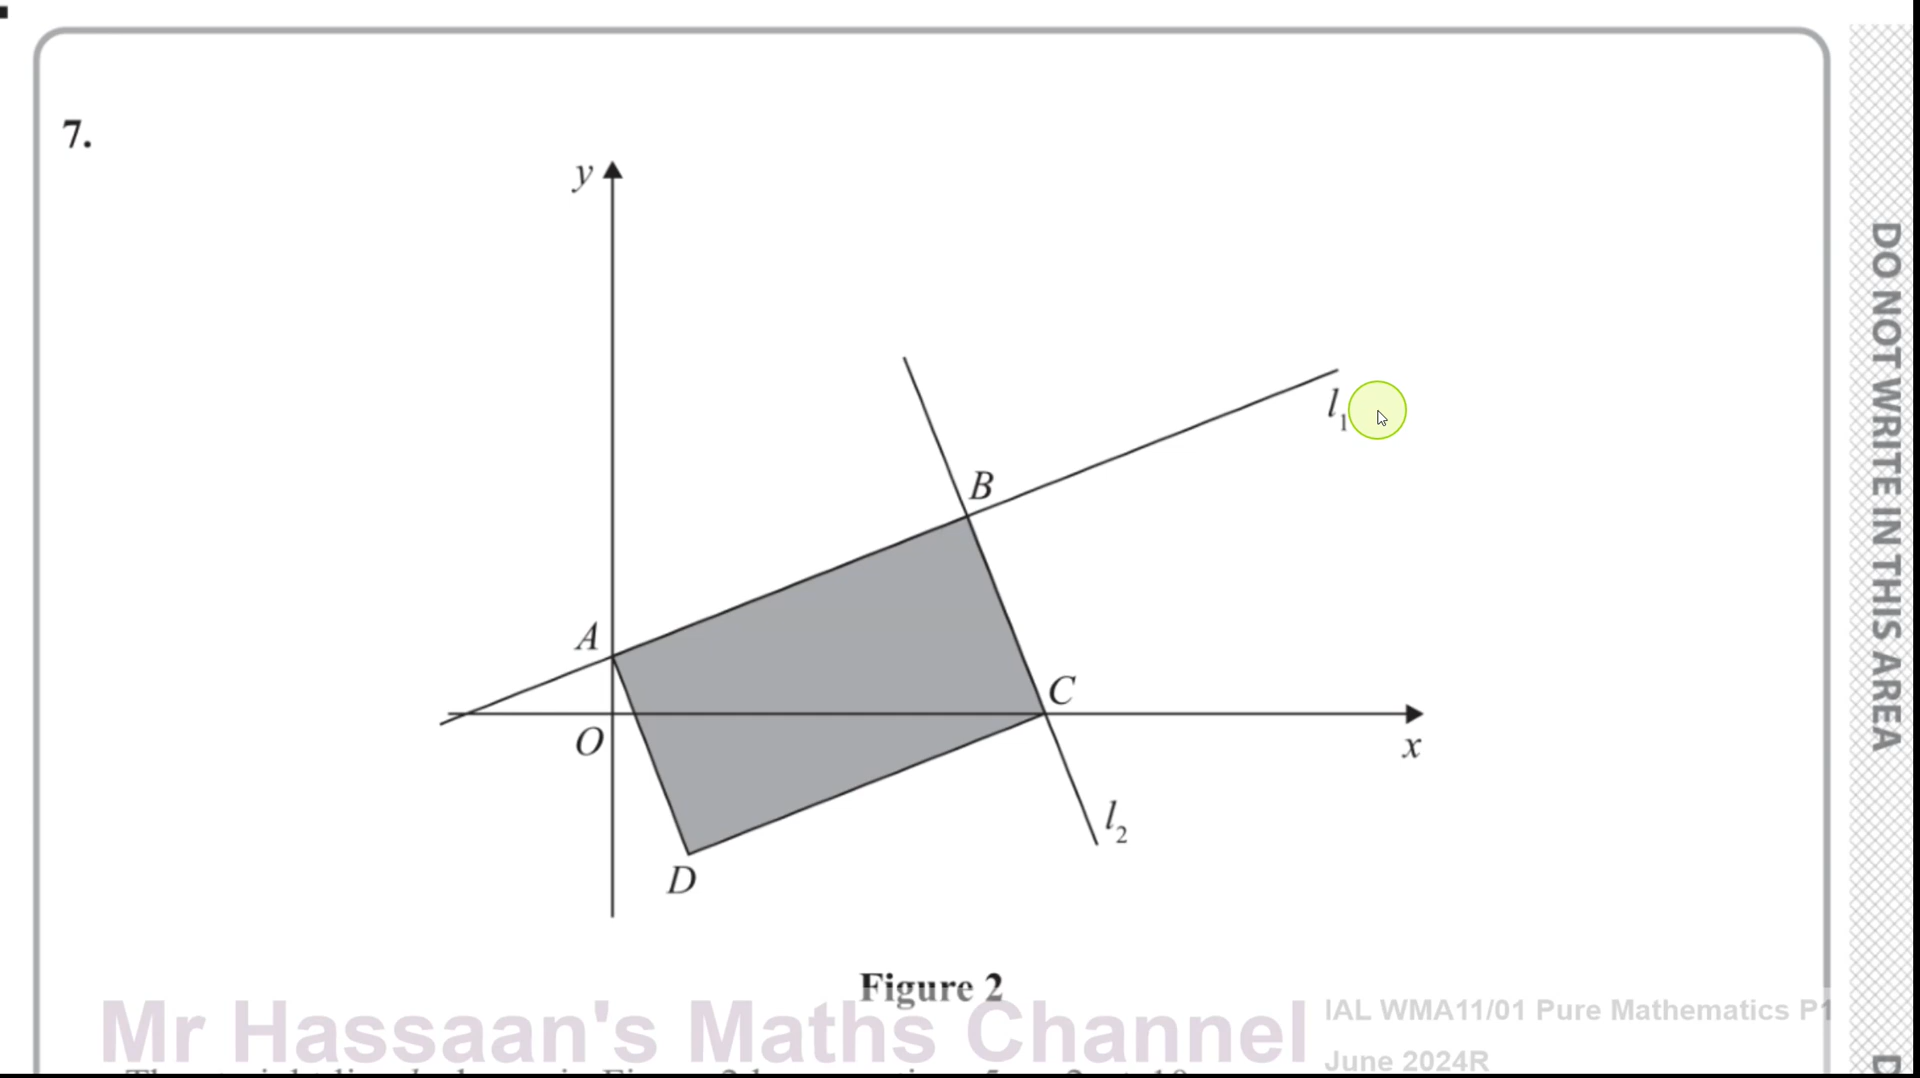 7.
y
l1
B
A
C
O
x
l2
D
Figure 2
Mr Hassaan's Maths Channel
IAL WMA11/01 Pure Mathematics P1
June 2024R
DO NOT WRITE IN THIS AREA
D